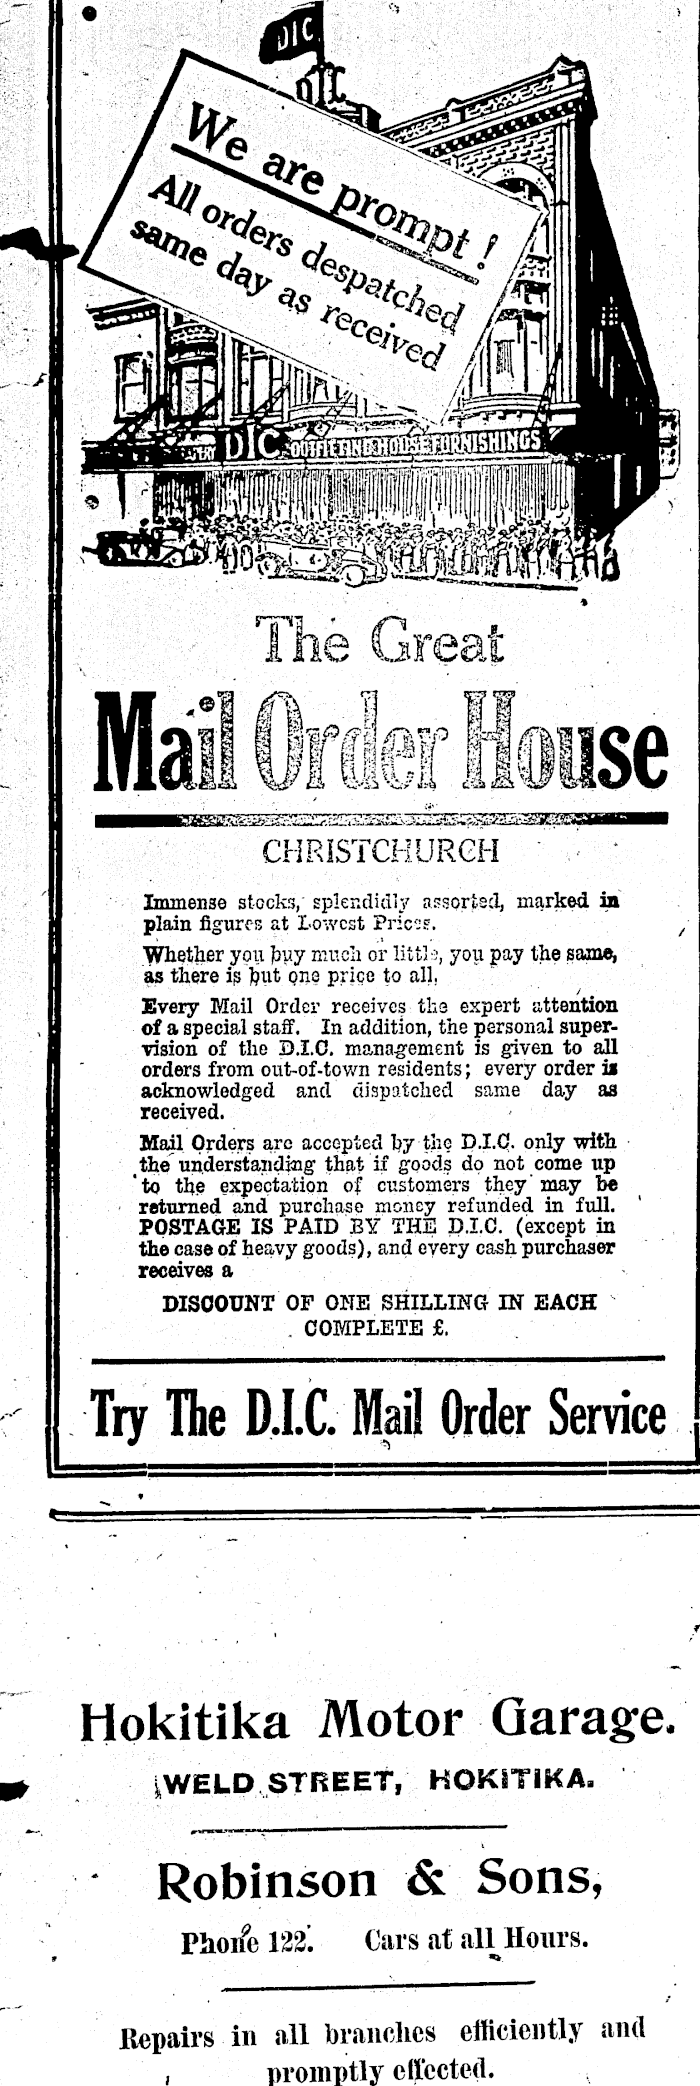 DIC
DIC
We are prompt!
All orders despatched
same day as received
DIC OUTFITTING HOUSE FURNISHINGS
The Great
Mail Order House
CHRISTCHURCH
Immense stocks, splendidly assorted, marked in
plain figures at Lowest Prices.
Whether you buy much or little, you pay the same,
as there is but one price to all.
Every Mail Order receives the expert attention
of a special staff. In addition, the personal super-
vision of the D.I.C. management is given to all
orders from out-of-town residents; every order is
acknowledged and dispatched same day as
received.
Mail Orders are accepted by the D.I.C. only with
the understanding that if goods do not come up
to the expectation of customers they may be
returned and purchase money refunded in full.
POSTAGE IS PAID BY THE D.I.C. (except in
the case of heavy goods), and every cash purchaser
receives a
DISCOUNT OF ONE SHILLING IN EACH
COMPLETE £.
Try The D.I.C. Mail Order Service
Hokitika Motor Garage.
WELD STREET, HOKITIKA.
Robinson & Sons,
Phone 122. Cars at all Hours.
Repairs in all branches efficiently and
promptly effected.